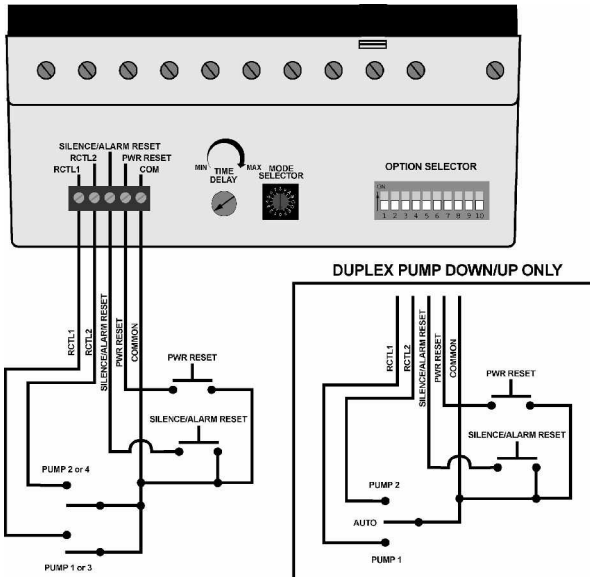 SILENCE/ALARM RESET
RCTL2
PWR RESET
RCTL1
COM
MIN
MAX
TIME
DELAY
MODE
SELECTOR
OPTION SELECTOR
ON
1 2 3 4 5 6 7 8 9 10
RCTL1
RCTL2
SILENCE/ALARM RESET
PWR RESET
COMMON
PWR RESET
SILENCE/ALARM RESET
PUMP 2 or 4
PUMP 1 or 3
DUPLEX PUMP DOWN/UP ONLY
RCTL1
RCTL2
SILENCE/ALARM RESET
PWR RESET
COMMON
PWR RESET
SILENCE/ALARM RESET
PUMP 2
AUTO
PUMP 1